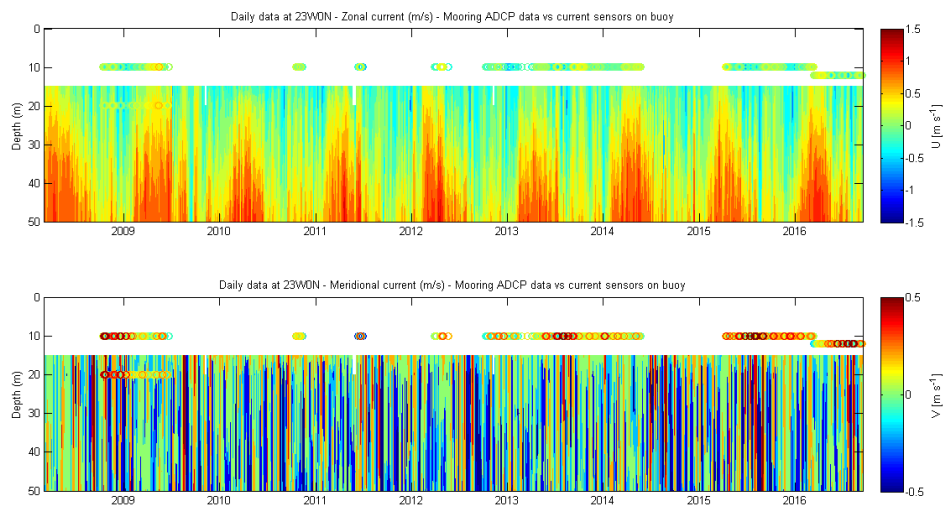 Daily data at 23W0N - Zonal current (m/s) - Mooring ADCP data vs current sensors on buoy
0
10
20
30
40
50
Depth (m)
2009 2010 2011 2012 2013 2014 2015 2016
1.5
1
0.5
0
-0.5
-1
-1.5
U [m s-1)
Daily data at 23W0N - Meridional current (m/s) - Mooring ADCP data vs current sensors on buoy
0
10
20
30
40
50
Depth (m)
2009 2010 2011 2012 2013 2014 2015 2016
0.5
0
-0.5
V [m s-1)